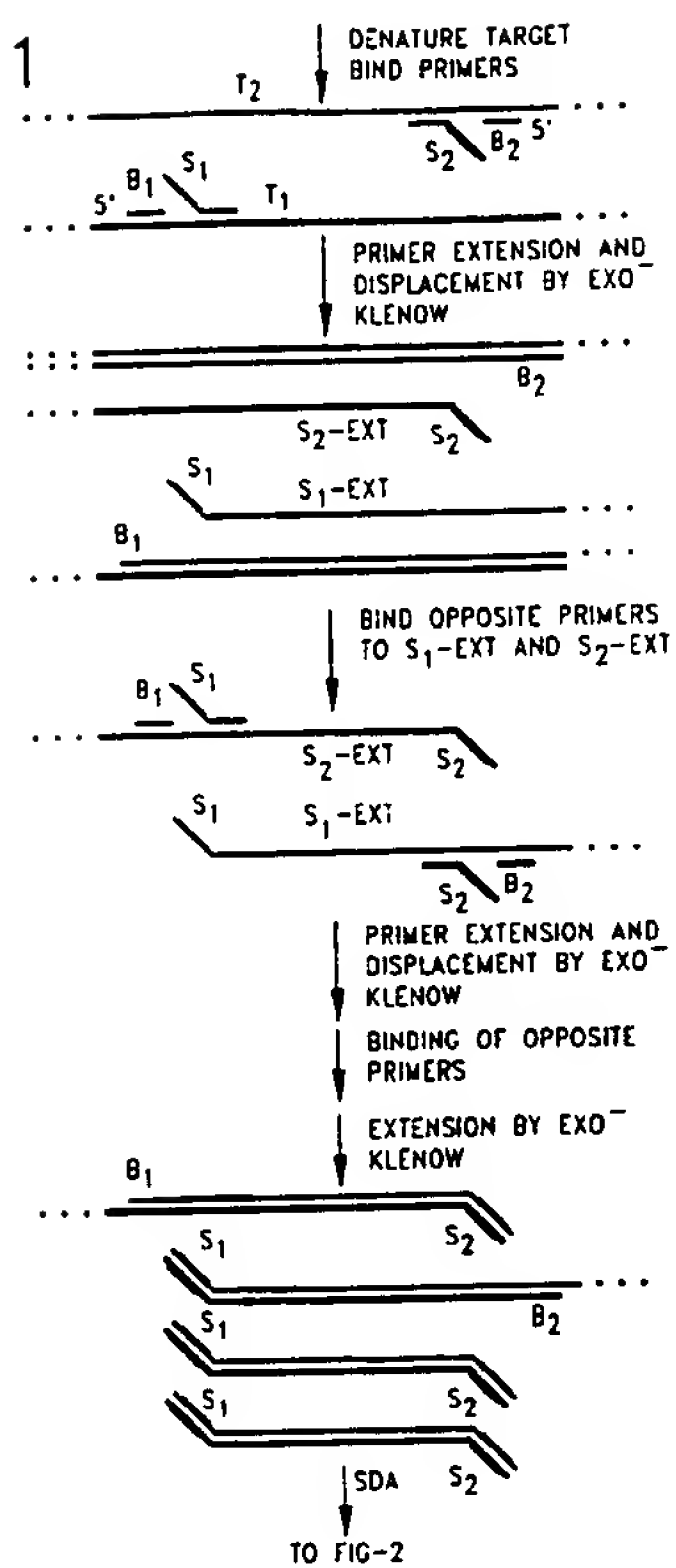 1
DENATURE TARGET
BIND PRIMERS
T2
. . . . . .
S2 B2 5'
5' B1 S1 T1
. . . . . .
PRIMER EXTENSION AND
DISPLACEMENT BY EXO⁻
KLENOW
. . . . . .
B2
. . .
S2-EXT S2
S1 S1-EXT
. . .
B1
. . . . . .
BIND OPPOSITE PRIMERS
TO S1-EXT AND S2-EXT
B1 S1
. . .
S2-EXT S2
S1 S1-EXT
. . .
S2 B2
PRIMER EXTENSION AND
DISPLACEMENT BY EXO⁻
KLENOW
BINDING OF OPPOSITE
PRIMERS
EXTENSION BY EXO⁻
KLENOW
B1
. . .
S1 S2
. . .
S1 B2
S1 S2
S2
SDA
TO FIG-2